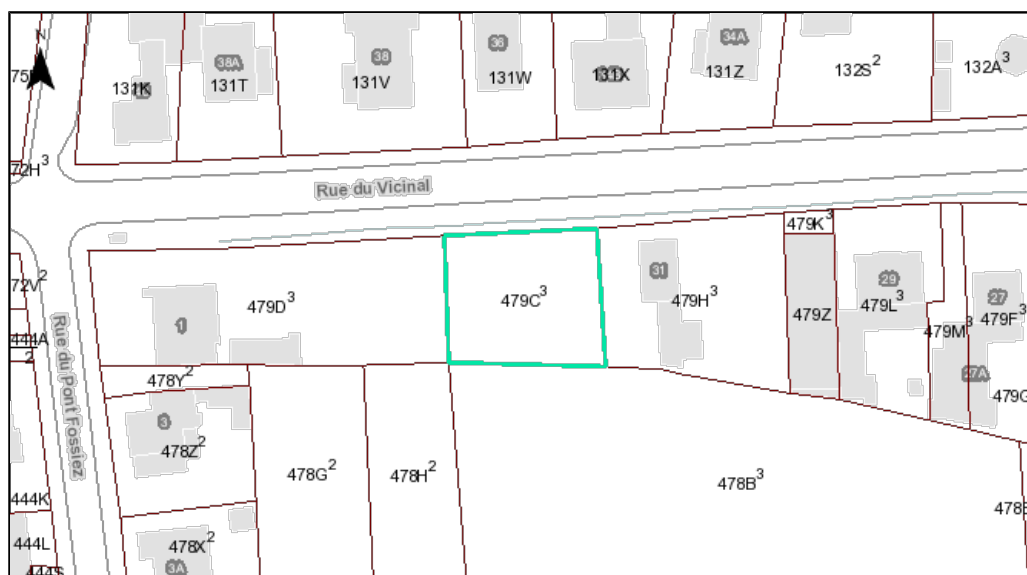 N
36
34A
38
38A
131K
131T
131V
131W
131X
131Z
132S²
132A³
72H³
Rue du Vicinal
479K³
31
29
27
479D³
479C³
479H³
479Z
479L³
479M³
479F³
72V²
1
444A
2
Rue du Pont Fossiez
478Y²
27A
479G
3
478Z²
478G²
478H²
478B³
444K
444L
478X²
3A